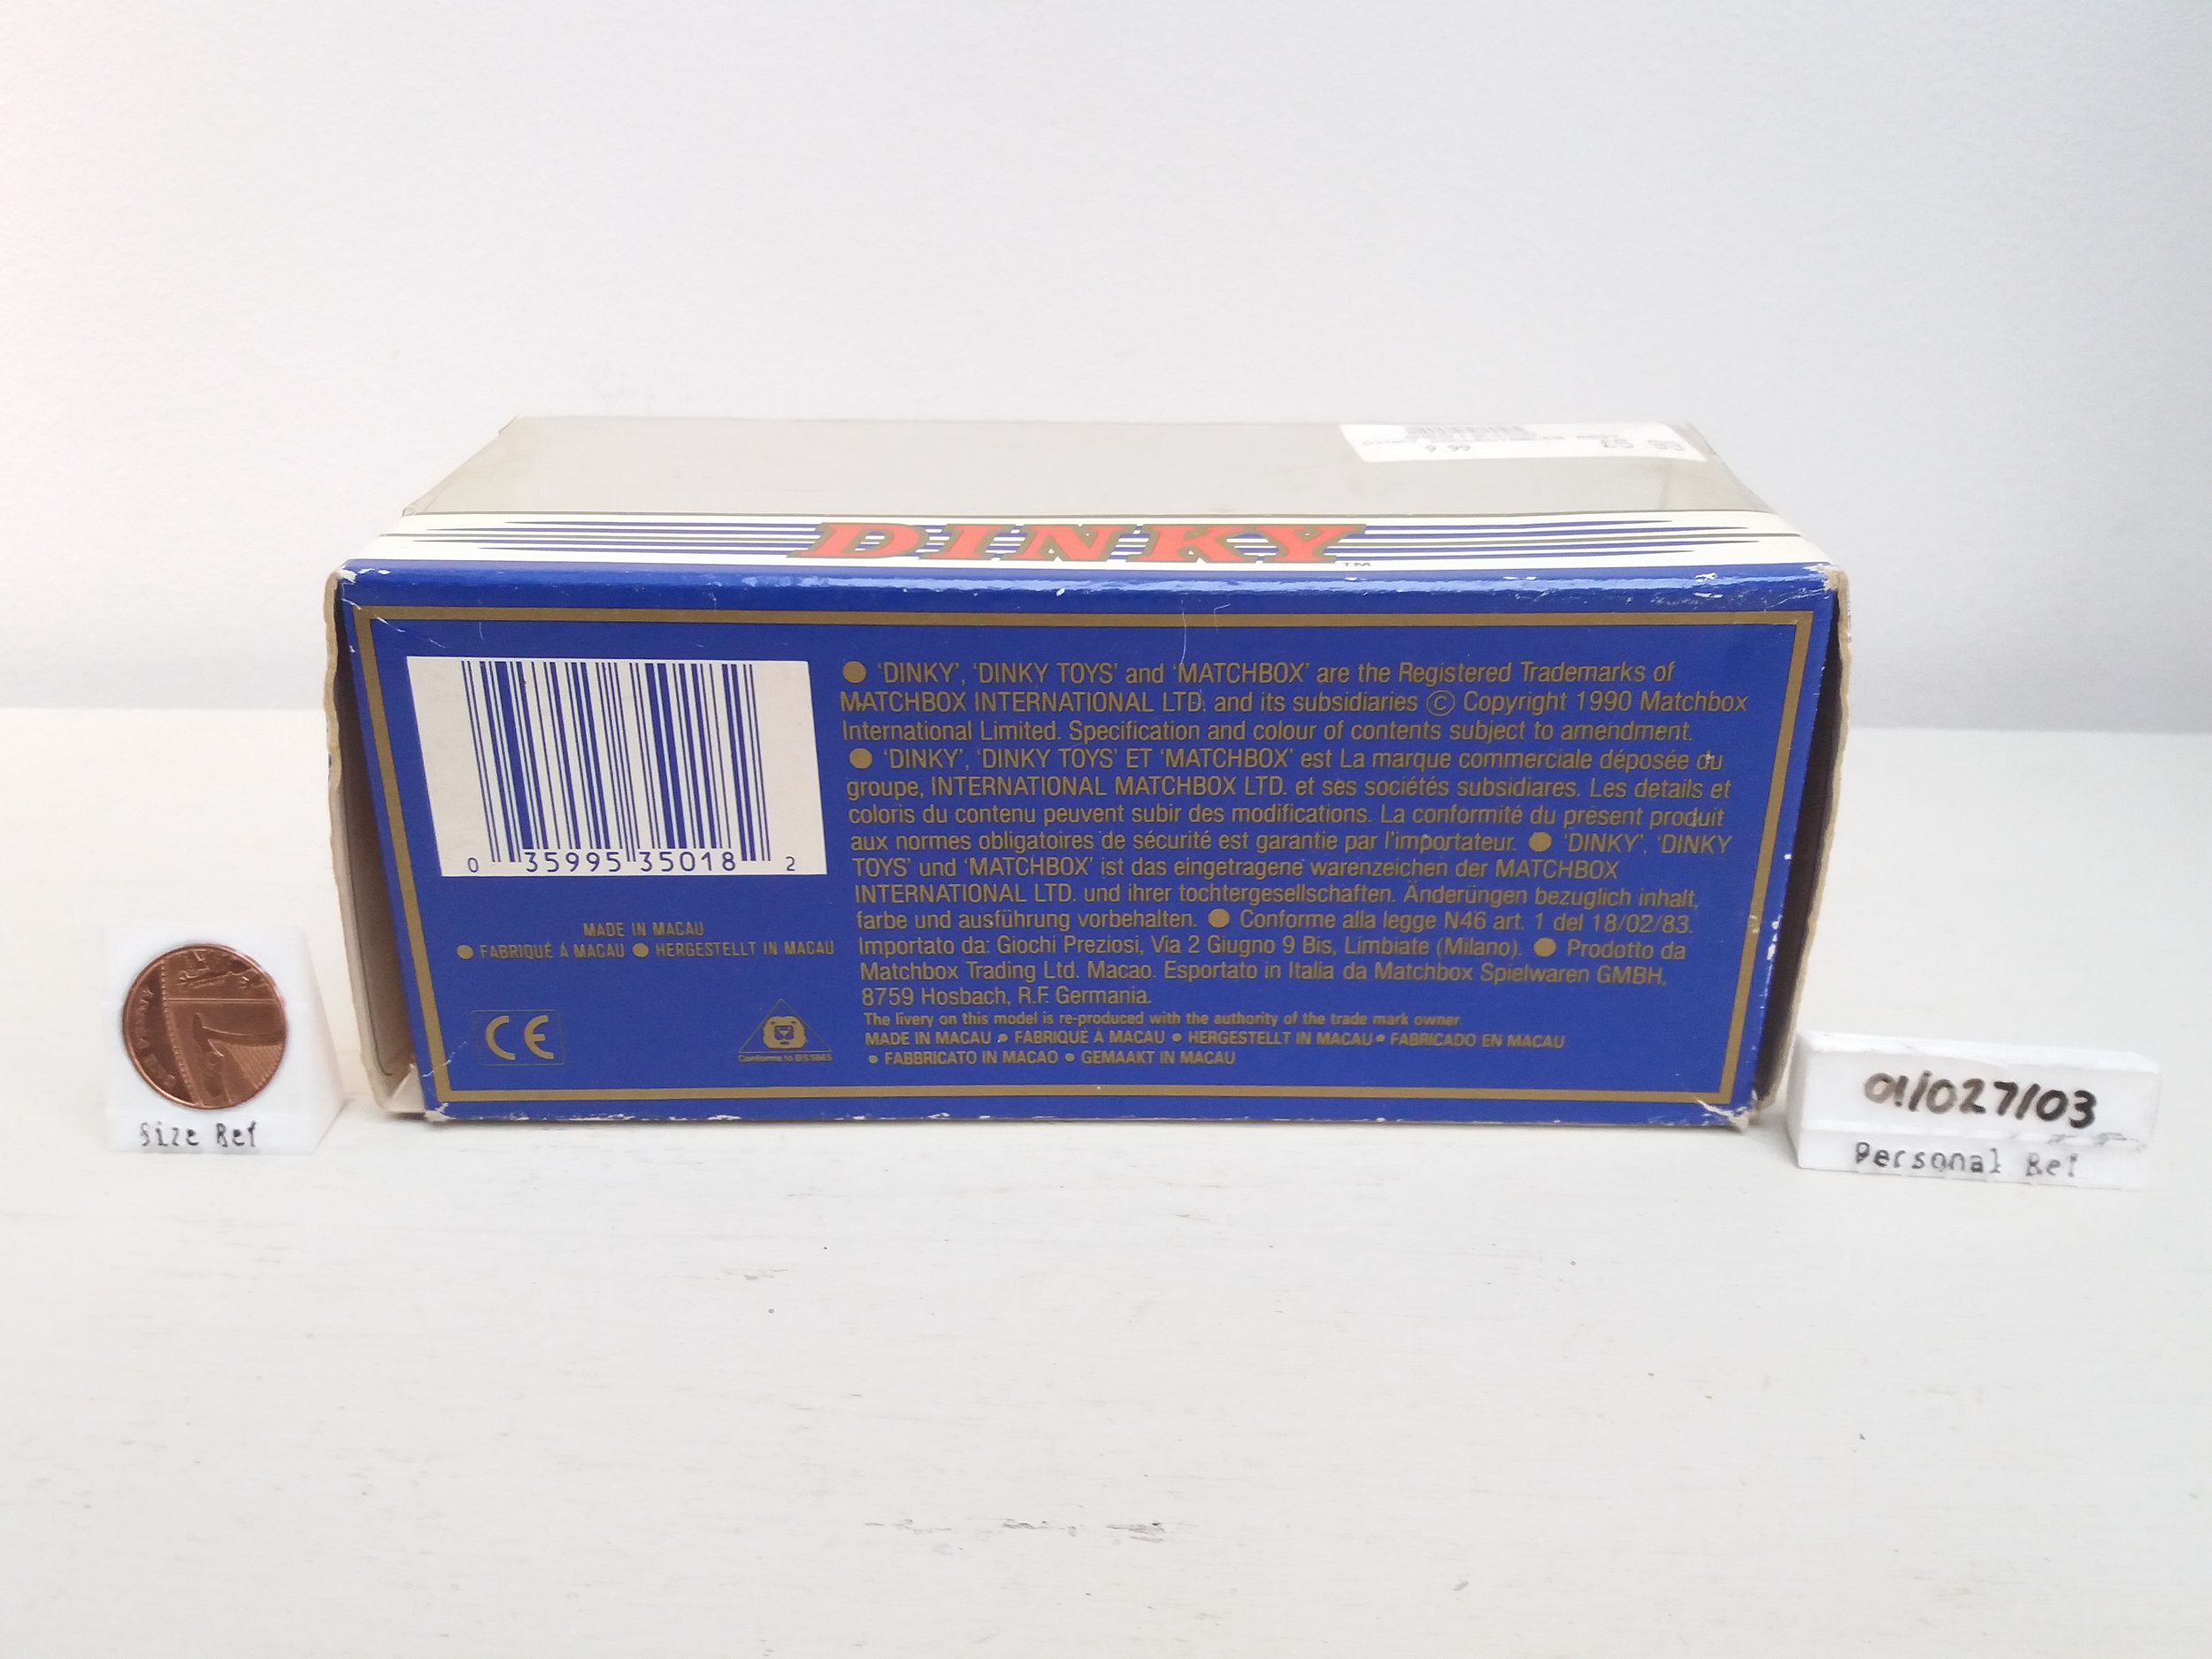 9.99
DINKY™
● 'DINKY', 'DINKY TOYS' and 'MATCHBOX' are the Registered Trademarks of
MATCHBOX INTERNATIONAL LTD. and its subsidiaries © Copyright 1990 Matchbox
International Limited. Specification and colour of contents subject to amendment.
● 'DINKY', 'DINKY TOYS' ET 'MATCHBOX' est La marque commerciale déposée du
groupe, INTERNATIONAL MATCHBOX LTD. et ses sociétés subsidiares. Les details et
coloris du contenu peuvent subir des modifications. La conformité du présent produit
aux normes obligatoires de sécurité est garantie par l'importateur. ● 'DINKY', 'DINKY
TOYS' und 'MATCHBOX' ist das eingetragene warenzeichen der MATCHBOX
INTERNATIONAL LTD. und ihrer tochtergesellschaften. Änderüngen bezuglich inhalt,
farbe und ausführung vorbehalten. ● Conforme alla legge N46 art. 1 del 18/02/83.
Importato da: Giochi Preziosi, Via 2 Giugno 9 Bis, Limbiate (Milano). ● Prodotto da
Matchbox Trading Ltd. Macao. Esportato in Italia da Matchbox Spielwaren GMBH,
8759 Hosbach, R.F. Germania.
The livery on this model is re-produced with the authority of the trade mark owner.
MADE IN MACAU ● FABRIQUÉ À MACAU ● HERGESTELLT IN MACAU ● FABRICADO EN MACAU
● FABBRICATO IN MACAO ● GEMAAKT IN MACAU
0 35995 35018 2
MADE IN MACAU
● FABRIQUÉ Á MACAU ● HERGESTELLT IN MACAU
CE
Conforms to BS5665
ONE PENNY
Size Ref
01/027/03
Personal Ref